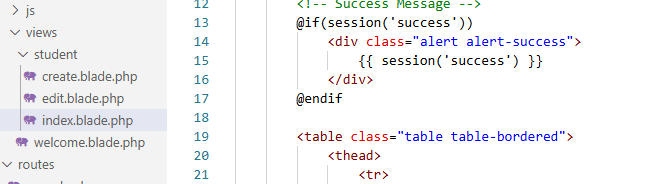 js
views
student
create.blade.php
edit.blade.php
index.blade.php
welcome.blade.php
routes
12 <!-- Success Message -->
13 @if(session('success'))
14 <div class="alert alert-success">
15 {{ session('success') }}
16 </div>
17 @endif
18
19 <table class="table table-bordered">
20 <thead>
21 <tr>